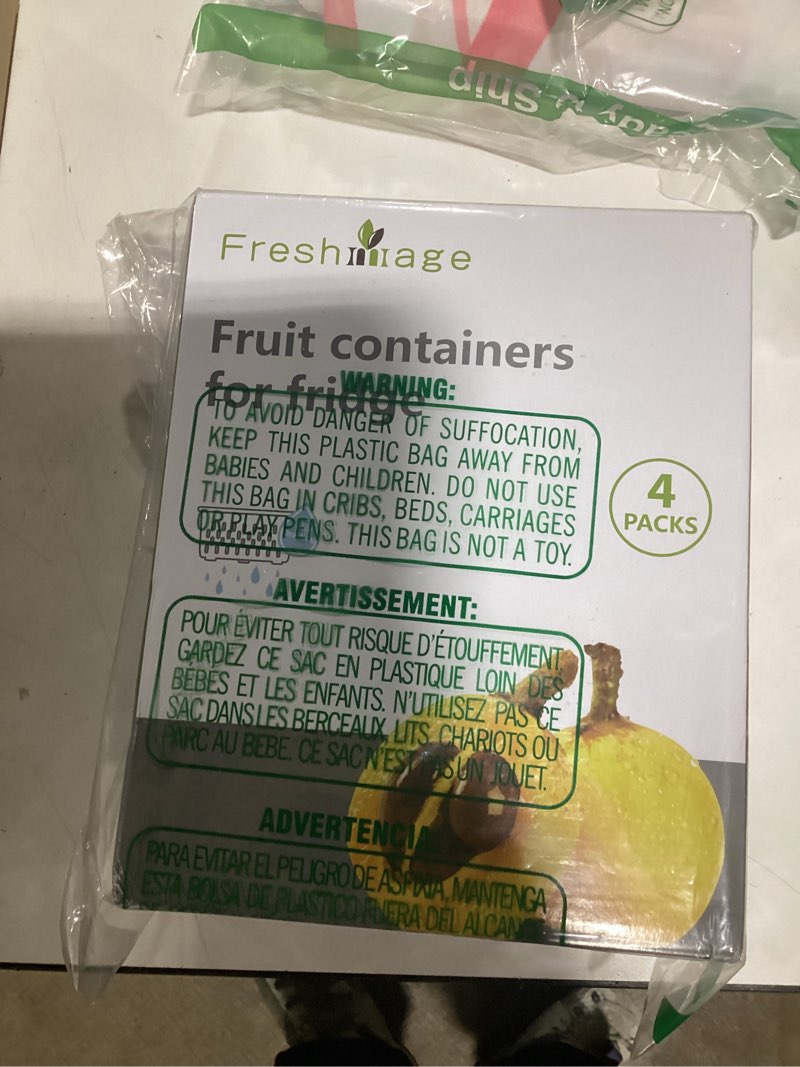 Ship
Freshmage
Fruit containers
for fridge
WARNING:
TO AVOID DANGER OF SUFFOCATION,
KEEP THIS PLASTIC BAG AWAY FROM
BABIES AND CHILDREN. DO NOT USE
THIS BAG IN CRIBS, BEDS, CARRIAGES
OR PLAY PENS. THIS BAG IS NOT A TOY.
4
PACKS
AVERTISSEMENT:
POUR ÉVITER TOUT RISQUE D'ÉTOUFFEMENT,
GARDEZ CE SAC EN PLASTIQUE LOIN DES
BÉBÉS ET LES ENFANTS. N'UTILISEZ PAS CE
SAC DANS LES BERCEAUX, LITS, CHARIOTS OU
PARC AU BEBE. CE SAC N'EST PAS UN JOUET.
ADVERTENCIA
PARA EVITAR EL PELIGRO DE ASFIXIA, MANTENGA
ESTA BOLSA DE PLASTICO FUERA DEL